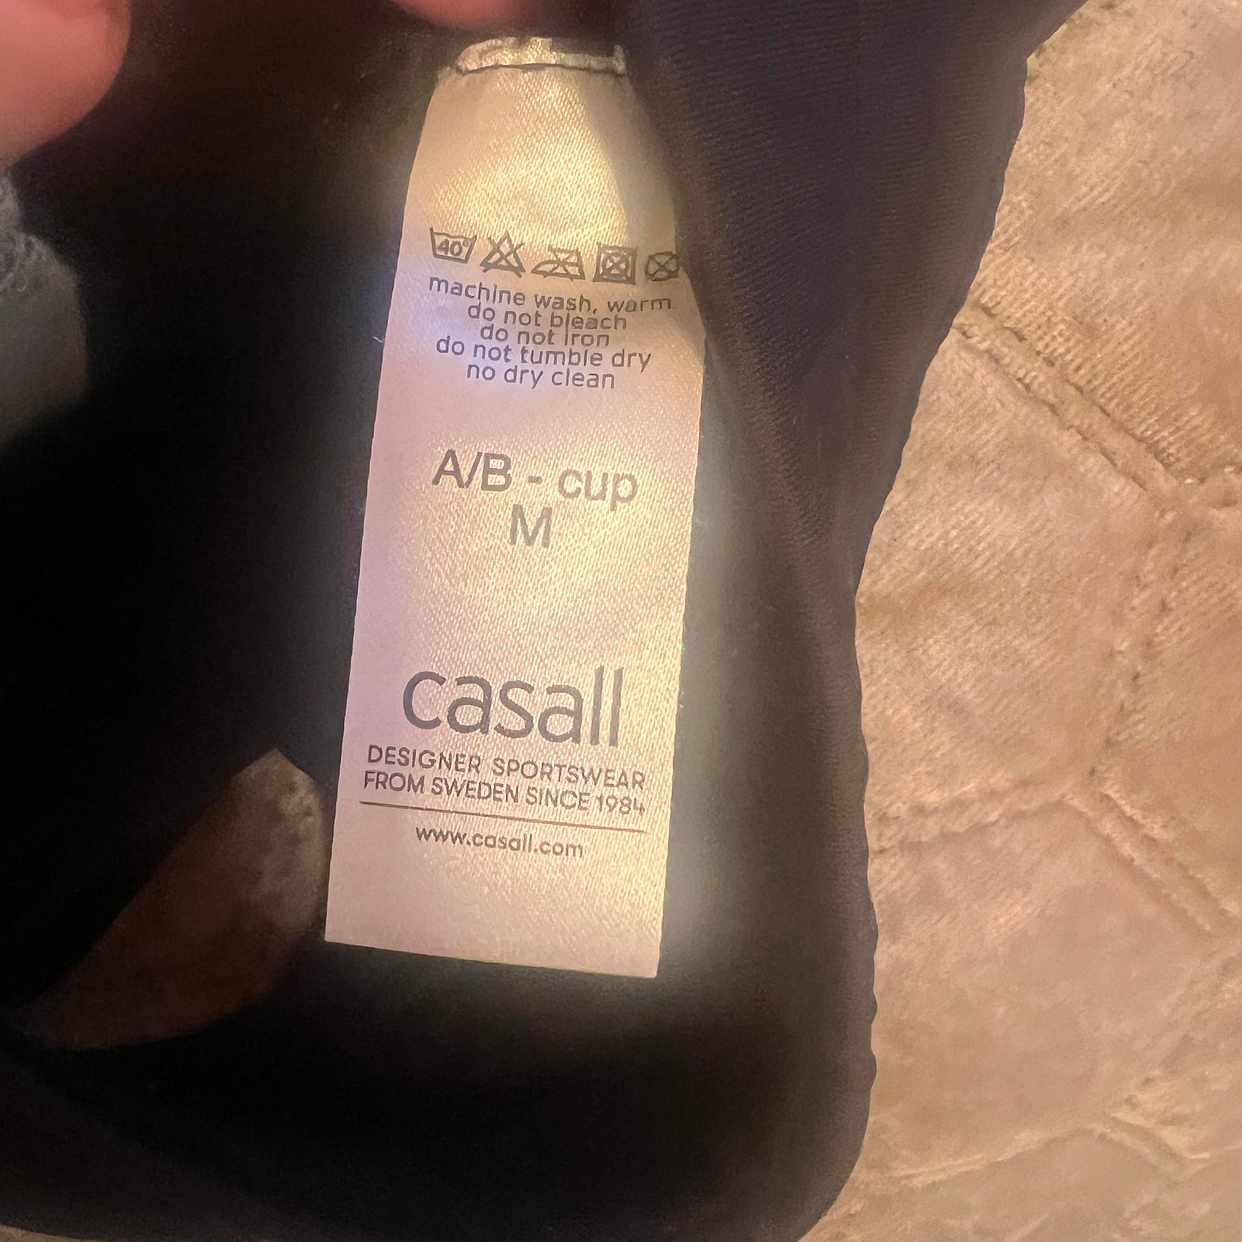 40°
machine wash, warm
do not bleach
do not iron
do not tumble dry
no dry clean
A/B - cup
M
casall
DESIGNER SPORTSWEAR
FROM SWEDEN SINCE 1984
www.casall.com